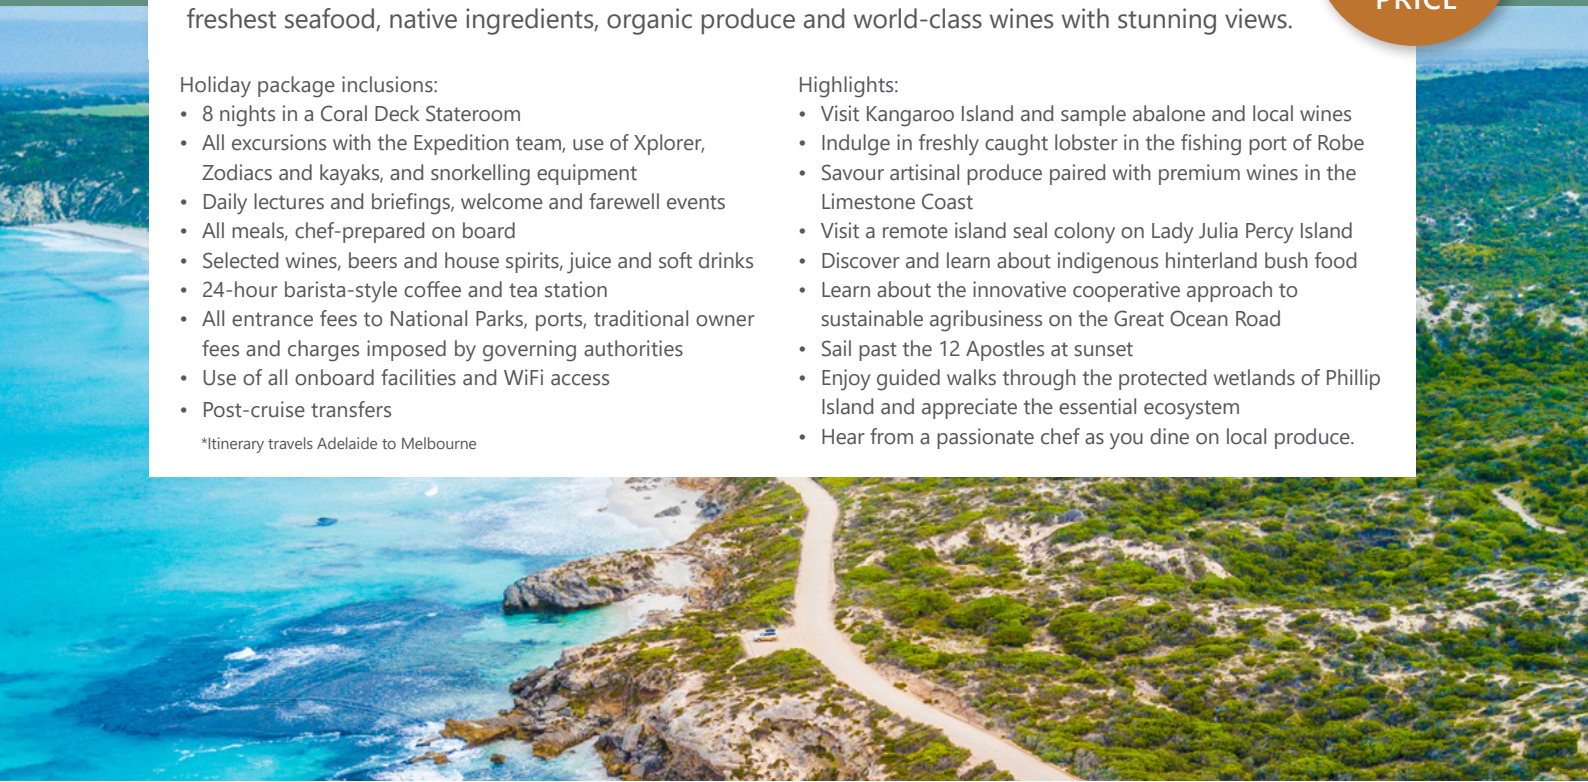 PRICE
freshest seafood, native ingredients, organic produce and world-class wines with stunning views.
Holiday package inclusions:
• 8 nights in a Coral Deck Stateroom
• All excursions with the Expedition team, use of Xplorer,
Zodiacs and kayaks, and snorkelling equipment
• Daily lectures and briefings, welcome and farewell events
• All meals, chef-prepared on board
• Selected wines, beers and house spirits, juice and soft drinks
• 24-hour barista-style coffee and tea station
• All entrance fees to National Parks, ports, traditional owner
fees and charges imposed by governing authorities
• Use of all onboard facilities and WiFi access
• Post-cruise transfers
*Itinerary travels Adelaide to Melbourne
Highlights:
• Visit Kangaroo Island and sample abalone and local wines
• Indulge in freshly caught lobster in the fishing port of Robe
• Savour artisinal produce paired with premium wines in the
Limestone Coast
• Visit a remote island seal colony on Lady Julia Percy Island
• Discover and learn about indigenous hinterland bush food
• Learn about the innovative cooperative approach to
sustainable agribusiness on the Great Ocean Road
• Sail past the 12 Apostles at sunset
• Enjoy guided walks through the protected wetlands of Phillip
Island and appreciate the essential ecosystem
• Hear from a passionate chef as you dine on local produce.